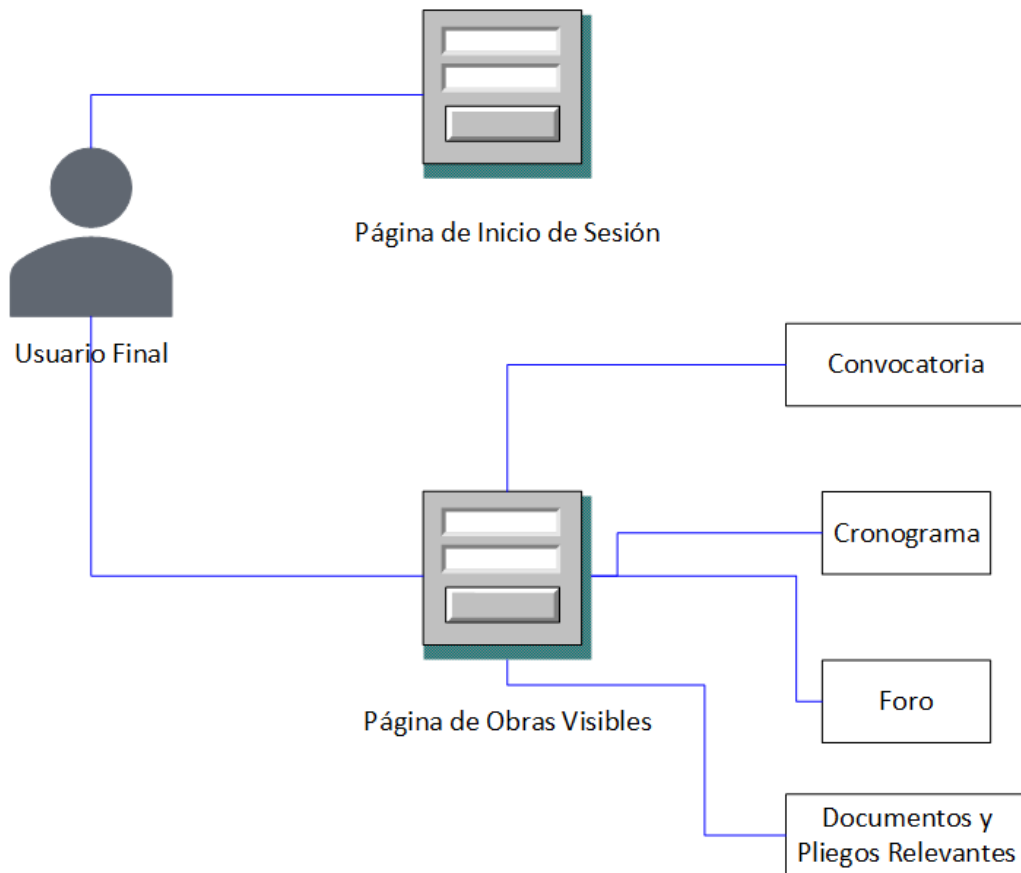 Página de Inicio de Sesión
Usuario Final
Convocatoria
Cronograma
Foro
Página de Obras Visibles
Documentos y
Pliegos Relevantes